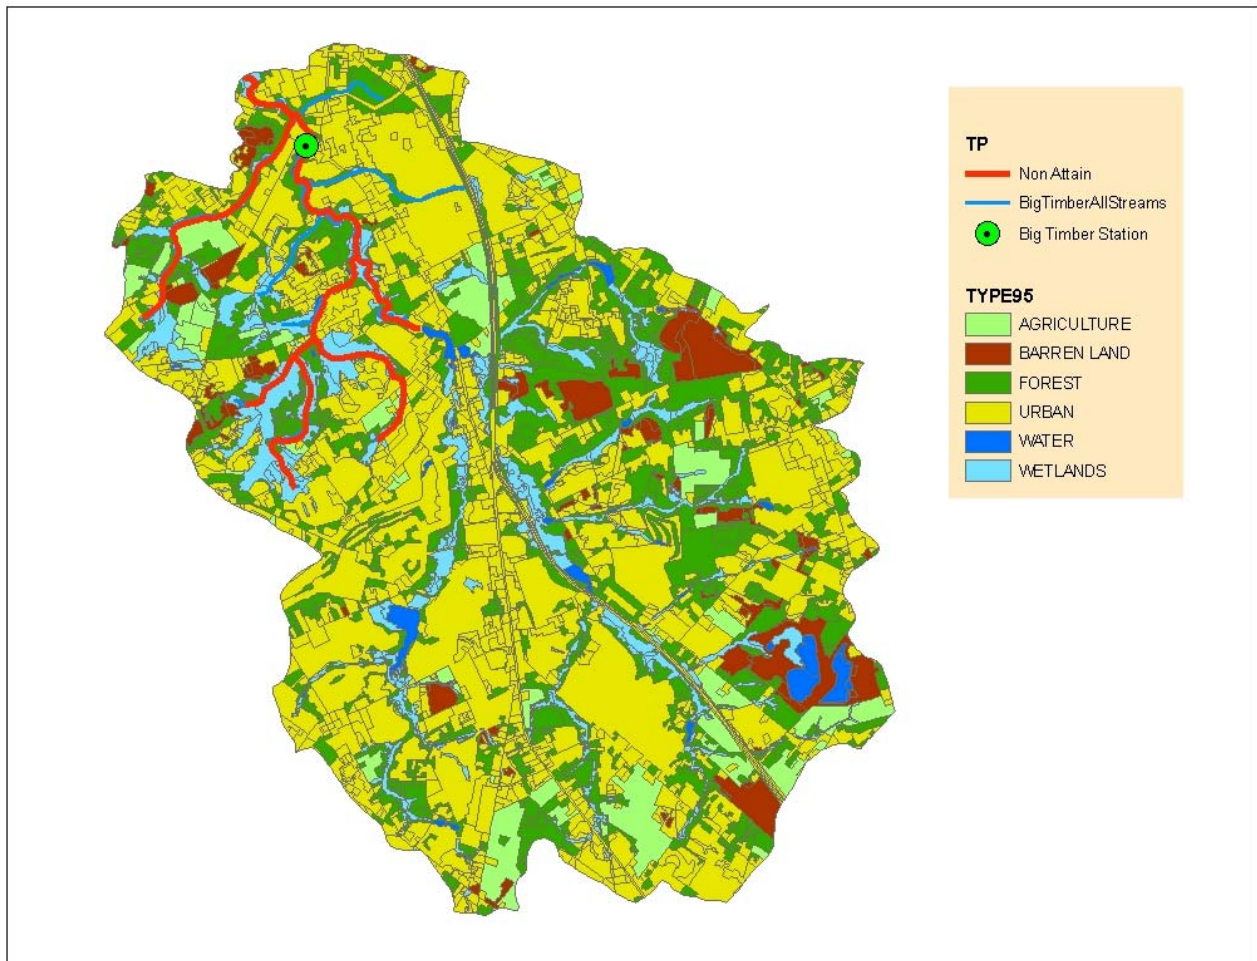 TP
Non Attain
BigTimberAllStreams
Big Timber Station
TYPE95
AGRICULTURE
BARREN LAND
FOREST
URBAN
WATER
WETLANDS